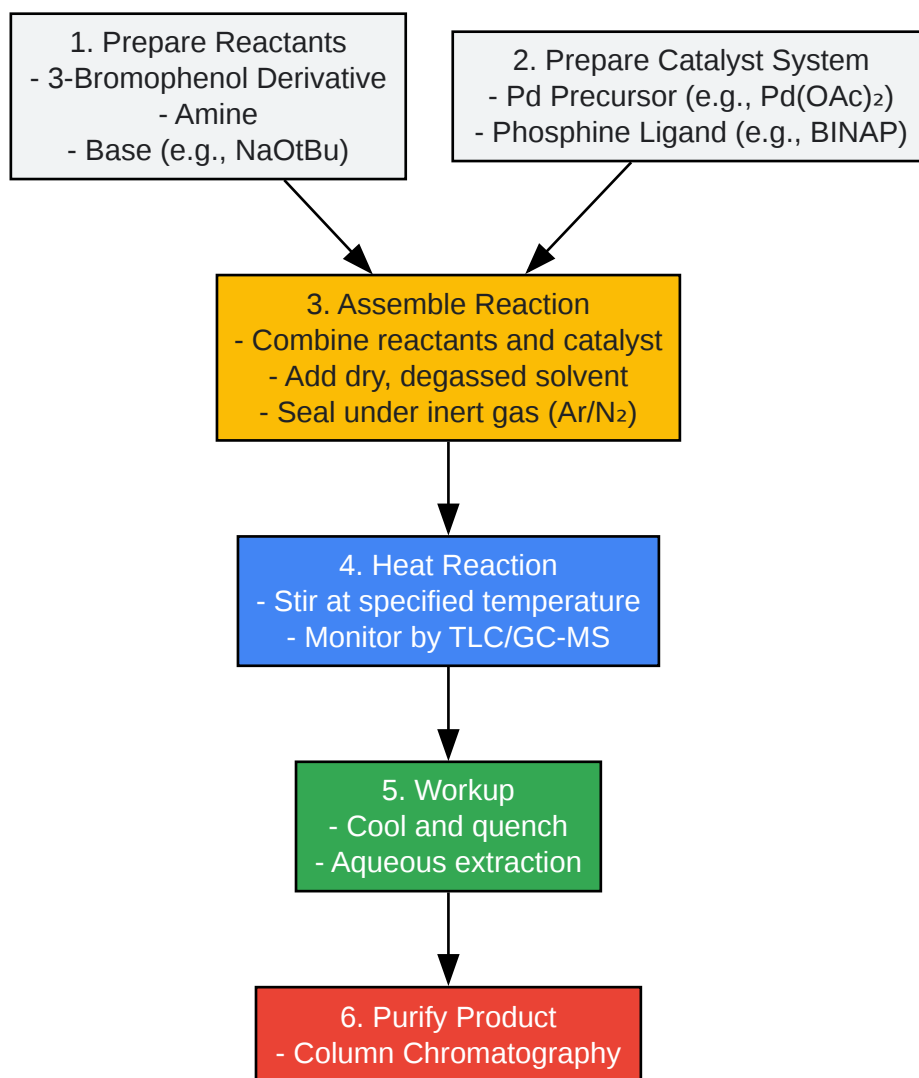 1. Prepare Reactants
- 3-Bromophenol Derivative
- Amine
- Base (e.g., NaOtBu)
2. Prepare Catalyst System
- Pd Precursor (e.g., Pd(OAc)₂)
- Phosphine Ligand (e.g., BINAP)
3. Assemble Reaction
- Combine reactants and catalyst
- Add dry, degassed solvent
- Seal under inert gas (Ar/N₂)
4. Heat Reaction
- Stir at specified temperature
- Monitor by TLC/GC-MS
5. Workup
- Cool and quench
- Aqueous extraction
6. Purify Product
- Column Chromatography